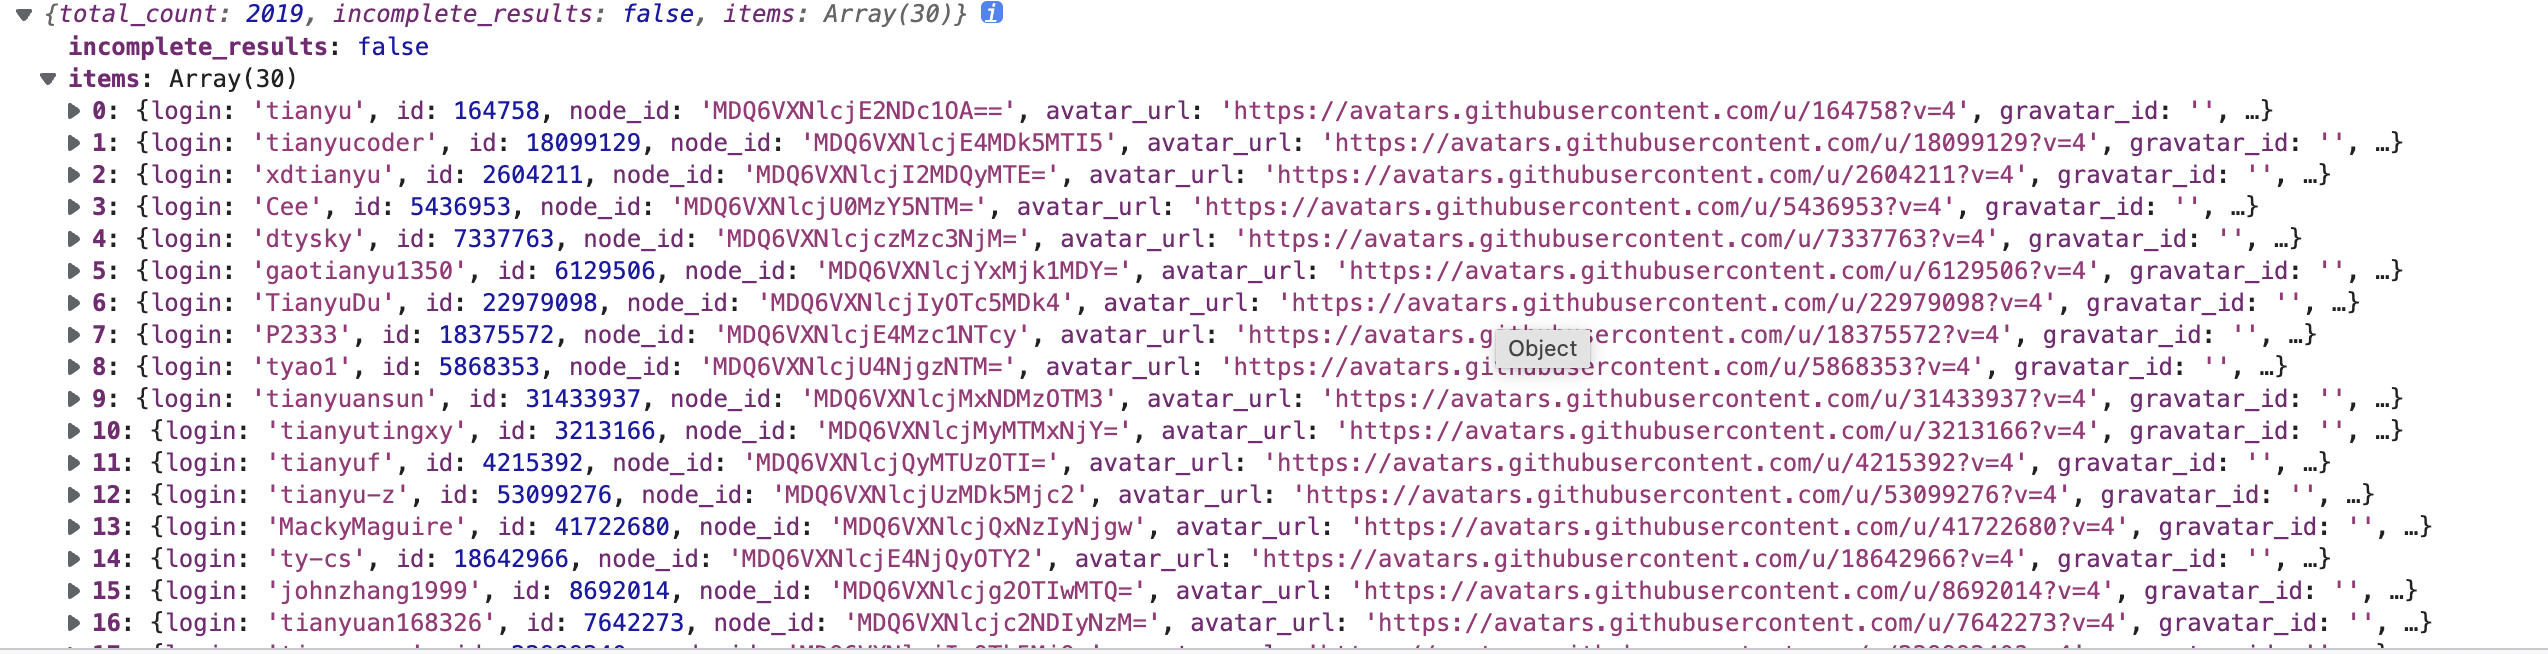 {total_count: 2019, incomplete_results: false, items: Array(30)} i
incomplete_results: false
items: Array(30)
0: {login: 'tianyu', id: 164758, node_id: 'MDQ6VXNlcjE2NDc1OA==', avatar_url: 'https://avatars.githubusercontent.com/u/164758?v=4', gravatar_id: '', …}
1: {login: 'tianyucoder', id: 18099129, node_id: 'MDQ6VXNlcjE4MDk5MTI5', avatar_url: 'https://avatars.githubusercontent.com/u/18099129?v=4', gravatar_id: '', …}
2: {login: 'xdtianyu', id: 2604211, node_id: 'MDQ6VXNlcjI2MDQyMTE=', avatar_url: 'https://avatars.githubusercontent.com/u/2604211?v=4', gravatar_id: '', …}
3: {login: 'Cee', id: 5436953, node_id: 'MDQ6VXNlcjU0MzY5NTM=', avatar_url: 'https://avatars.githubusercontent.com/u/5436953?v=4', gravatar_id: '', …}
4: {login: 'dtysky', id: 7337763, node_id: 'MDQ6VXNlcjczMzc3NjM=', avatar_url: 'https://avatars.githubusercontent.com/u/7337763?v=4', gravatar_id: '', …}
5: {login: 'gaotianyu1350', id: 6129506, node_id: 'MDQ6VXNlcjYxMjk1MDY=', avatar_url: 'https://avatars.githubusercontent.com/u/6129506?v=4', gravatar_id: '', …}
6: {login: 'TianyuDu', id: 22979098, node_id: 'MDQ6VXNlcjIyOTc5MDk4', avatar_url: 'https://avatars.githubusercontent.com/u/22979098?v=4', gravatar_id: '', …}
7: {login: 'P2333', id: 18375572, node_id: 'MDQ6VXNlcjE4Mzc1NTcy', avatar_url: 'https://avatars.githubusercontent.com/u/18375572?v=4', gravatar_id: '', …}
Object
8: {login: 'tyao1', id: 5868353, node_id: 'MDQ6VXNlcjU4NjgzNTM=', avatar_url: 'https://avatars.githubusercontent.com/u/5868353?v=4', gravatar_id: '', …}
9: {login: 'tianyuansun', id: 31433937, node_id: 'MDQ6VXNlcjMxNDMzOTM3', avatar_url: 'https://avatars.githubusercontent.com/u/31433937?v=4', gravatar_id: '', …}
10: {login: 'tianyutingxy', id: 3213166, node_id: 'MDQ6VXNlcjMyMTMxNjY=', avatar_url: 'https://avatars.githubusercontent.com/u/3213166?v=4', gravatar_id: '', …}
11: {login: 'tianyuf', id: 4215392, node_id: 'MDQ6VXNlcjQyMTUzOTI=', avatar_url: 'https://avatars.githubusercontent.com/u/4215392?v=4', gravatar_id: '', …}
12: {login: 'tianyu-z', id: 53099276, node_id: 'MDQ6VXNlcjUzMDk5Mjc2', avatar_url: 'https://avatars.githubusercontent.com/u/53099276?v=4', gravatar_id: '', …}
13: {login: 'MackyMaguire', id: 41722680, node_id: 'MDQ6VXNlcjQxNzIyNjgw', avatar_url: 'https://avatars.githubusercontent.com/u/41722680?v=4', gravatar_id: '', …}
14: {login: 'ty-cs', id: 18642966, node_id: 'MDQ6VXNlcjE4NjQyOTY2', avatar_url: 'https://avatars.githubusercontent.com/u/18642966?v=4', gravatar_id: '', …}
15: {login: 'johnzhang1999', id: 8692014, node_id: 'MDQ6VXNlcjg2OTIwMTQ=', avatar_url: 'https://avatars.githubusercontent.com/u/8692014?v=4', gravatar_id: '', …}
16: {login: 'tianyuan168326', id: 7642273, node_id: 'MDQ6VXNlcjc2NDIyNzM=', avatar_url: 'https://avatars.githubusercontent.com/u/7642273?v=4', gravatar_id: '', …}